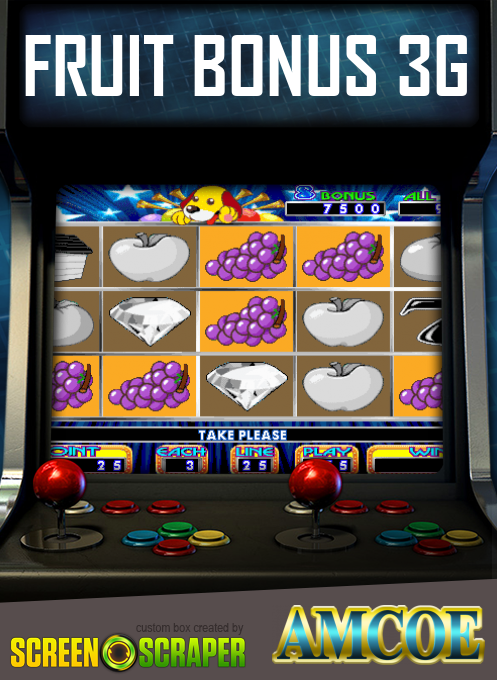 FRUIT BONUS 3G
8 BONUS ALL
7500
TAKE PLEASE
OINT EACH LINE PLAY WIN
25 3 25 5
custom box created by
SCREEN SCRAPER
AMCOE